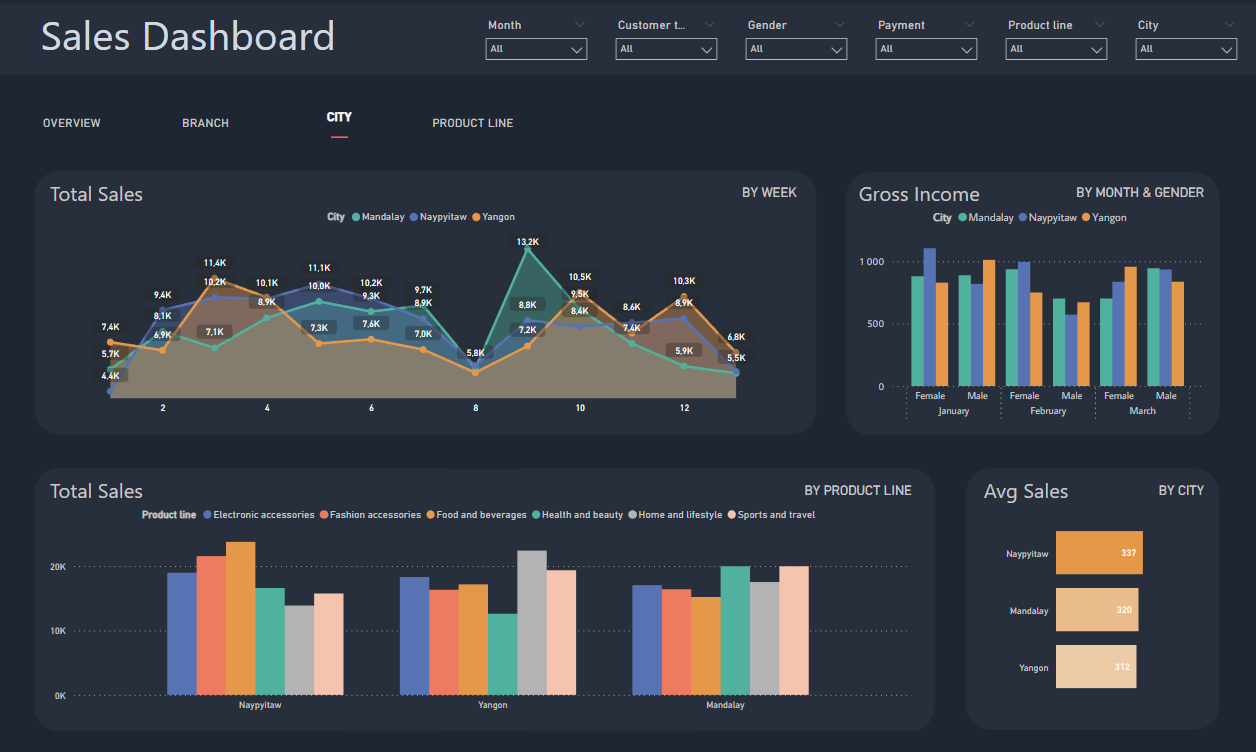 Sales Dashboard
Month Customer t... Gender Payment Product line City
All All All All All All
OVERVIEW BRANCH CITY PRODUCT LINE
Total Sales BY WEEK
City Mandalay Naypyitaw Yangon
13,2K
11,4K 11,1K 10,5K 10,3K
10,2K 10,1K 10,0K 10,2K 9,7K 9,5K
9,4K 8,9K 9,3K 8,9K 8,8K 8,4K 8,6K 8,9K
7,4K 8,1K 7,1K 7,3K 7,6K 7,0K 7,2K 7,4K 6,8K
5,7K 6,9K 5,8K 5,9K 5,5K
4,4K
2 4 6 8 10 12
Gross Income BY MONTH & GENDER
City Mandalay Naypyitaw Yangon
1 000
500
0
Female Male Female Male Female Male
January February March
Total Sales BY PRODUCT LINE
Product line Electronic accessories Fashion accessories Food and beverages Health and beauty Home and lifestyle Sports and travel
20K
10K
0K
Naypyitaw Yangon Mandalay
Avg Sales BY CITY
Naypyitaw 337
Mandalay 320
Yangon 312